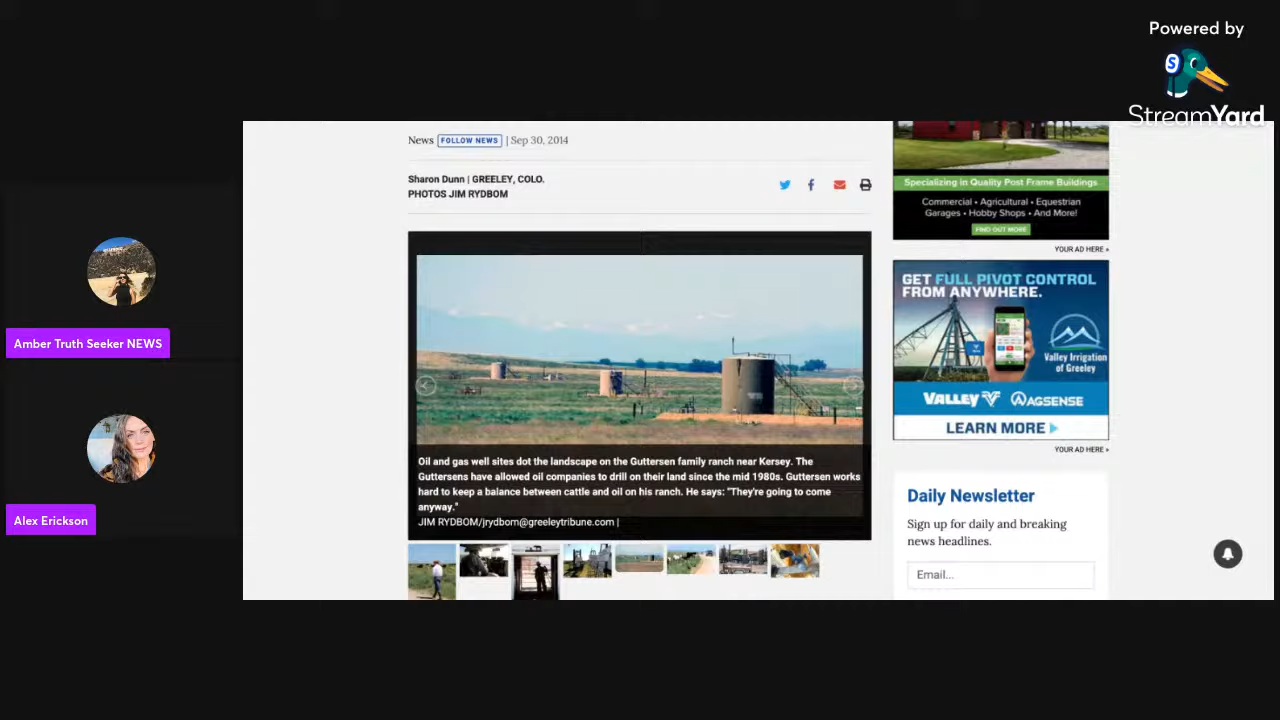 Powered by
StreamYard
News FOLLOW NEWS | Sep 30, 2014
Sharon Dunn | GREELEY, COLO.
PHOTOS JIM RYDBOM
Oil and gas well sites dot the landscape on the Guttersen family ranch near Kersey. The
Guttersens have allowed oil companies to drill on their land since the mid 1980s. Guttersen works
hard to keep a balance between cattle and oil on his ranch. He says: "They're going to come
anyway."
JIM RYDBOM/jrydbom@greeleytribune.com |
Specializing in Quality Post Frame Buildings
Commercial • Agricultural • Equestrian
Garages • Hobby Shops • And More!
FIND OUT MORE
YOUR AD HERE »
GET FULL PIVOT CONTROL
FROM ANYWHERE.
Valley Irrigation
of Greeley
VALLEY AGSENSE
LEARN MORE
YOUR AD HERE »
Daily Newsletter
Sign up for daily and breaking
news headlines.
Email...
Amber Truth Seeker NEWS
Alex Erickson